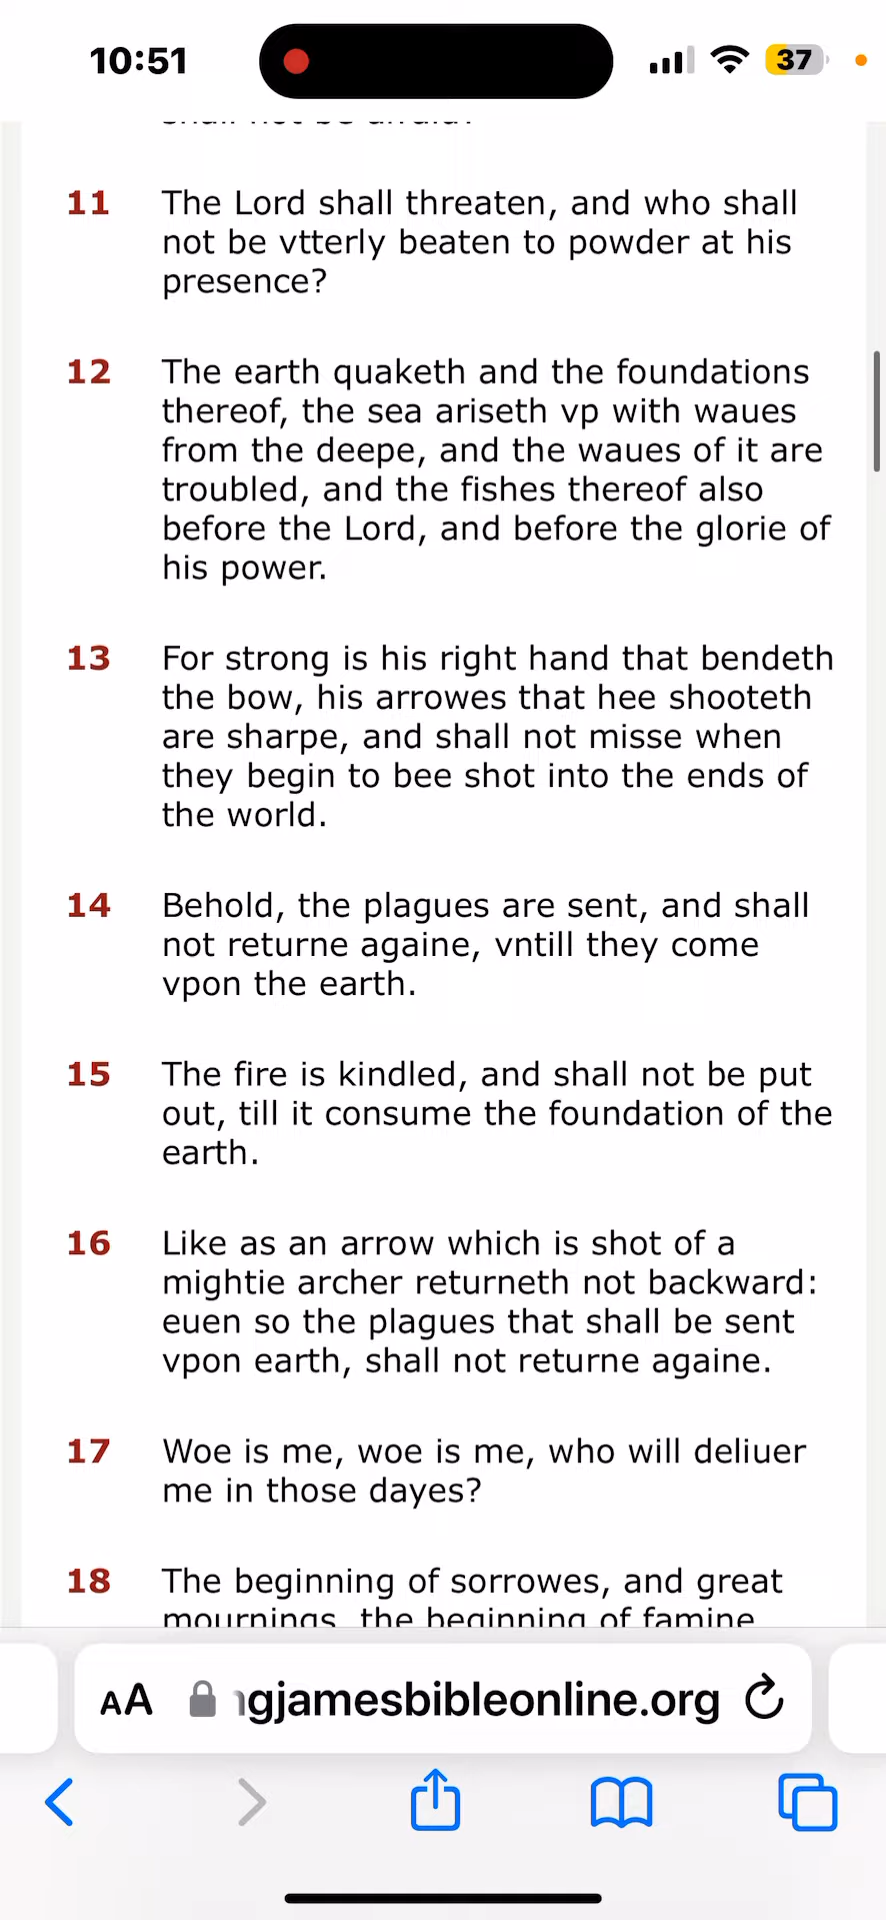 10:51
37
11 The Lord shall threaten, and who shall
not be vtterly beaten to powder at his
presence?
12 The earth quaketh and the foundations
thereof, the sea ariseth vp with waues
from the deepe, and the waues of it are
troubled, and the fishes thereof also
before the Lord, and before the glorie of
his power.
13 For strong is his right hand that bendeth
the bow, his arrowes that hee shooteth
are sharpe, and shall not misse when
they begin to bee shot into the ends of
the world.
14 Behold, the plagues are sent, and shall
not returne againe, vntill they come
vpon the earth.
15 The fire is kindled, and shall not be put
out, till it consume the foundation of the
earth.
16 Like as an arrow which is shot of a
mightie archer returneth not backward:
euen so the plagues that shall be sent
vpon earth, shall not returne againe.
17 Woe is me, woe is me, who will deliuer
me in those dayes?
18 The beginning of sorrowes, and great
mournings, the beginning of famine
AA ngjamesbibleonline.org